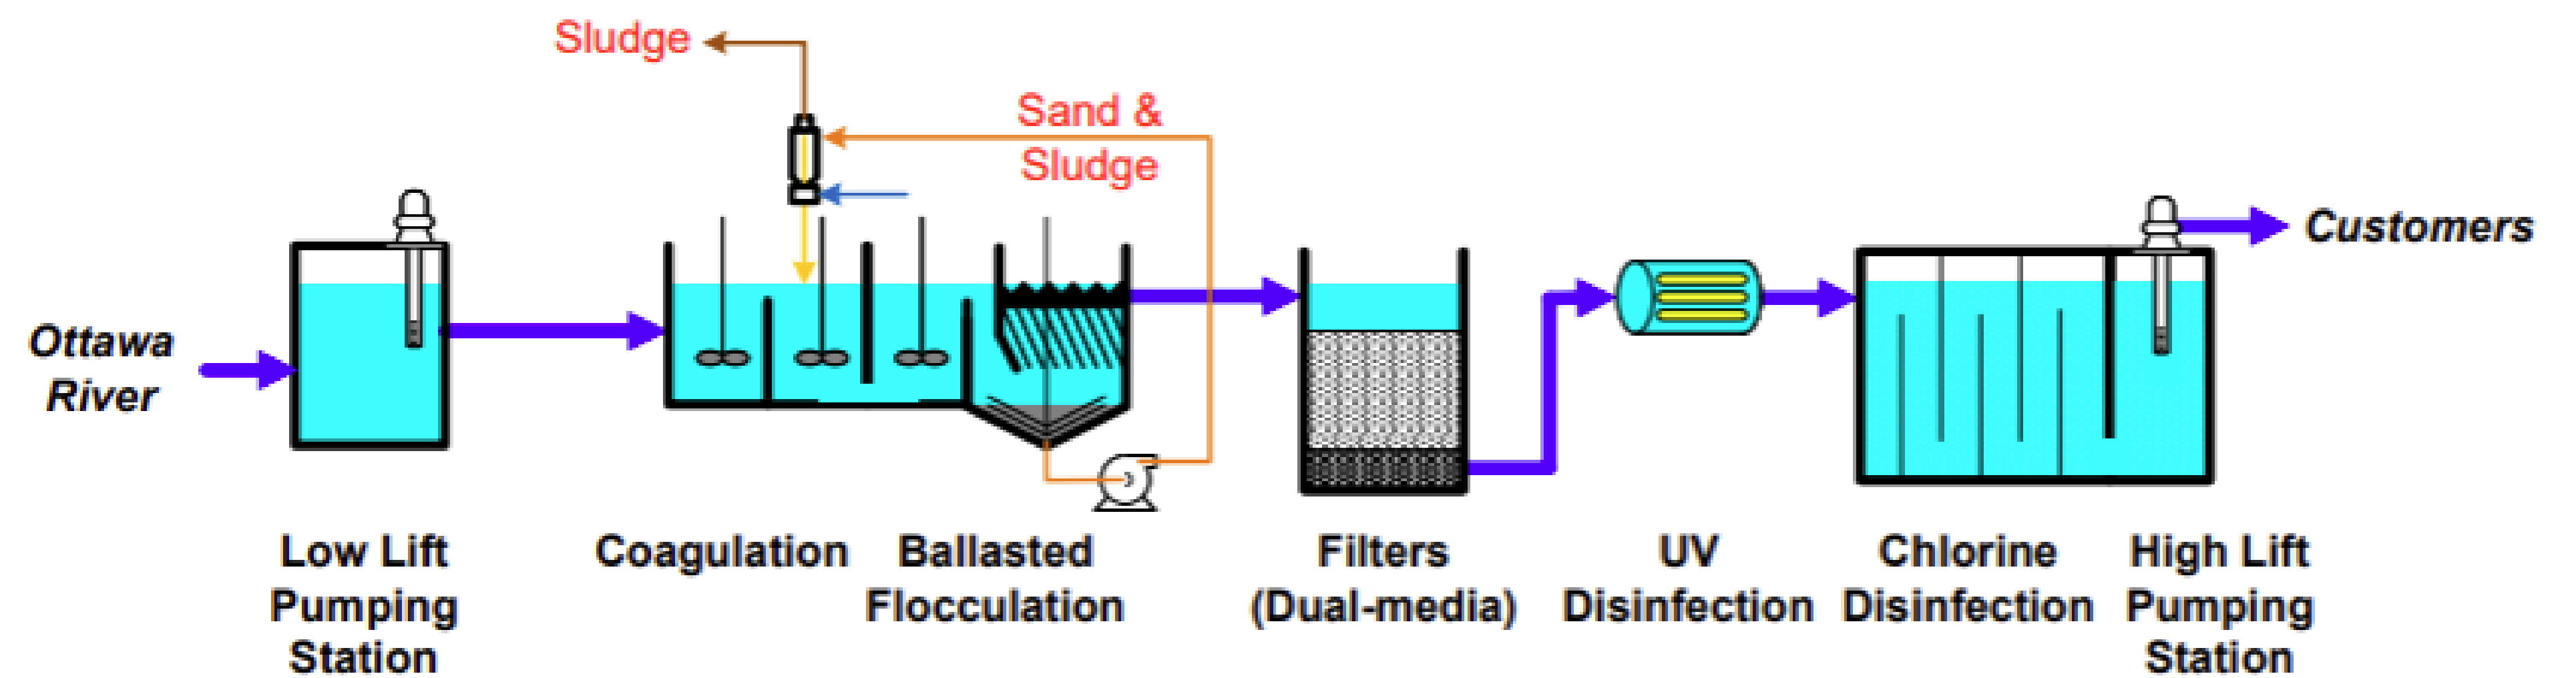 Sludge
Sand &
Sludge
Customers
Ottawa
River
Low Lift
Pumping
Station
Coagulation
Ballasted
Flocculation
Filters
(Dual-media)
UV
Disinfection
Chlorine
Disinfection
High Lift
Pumping
Station